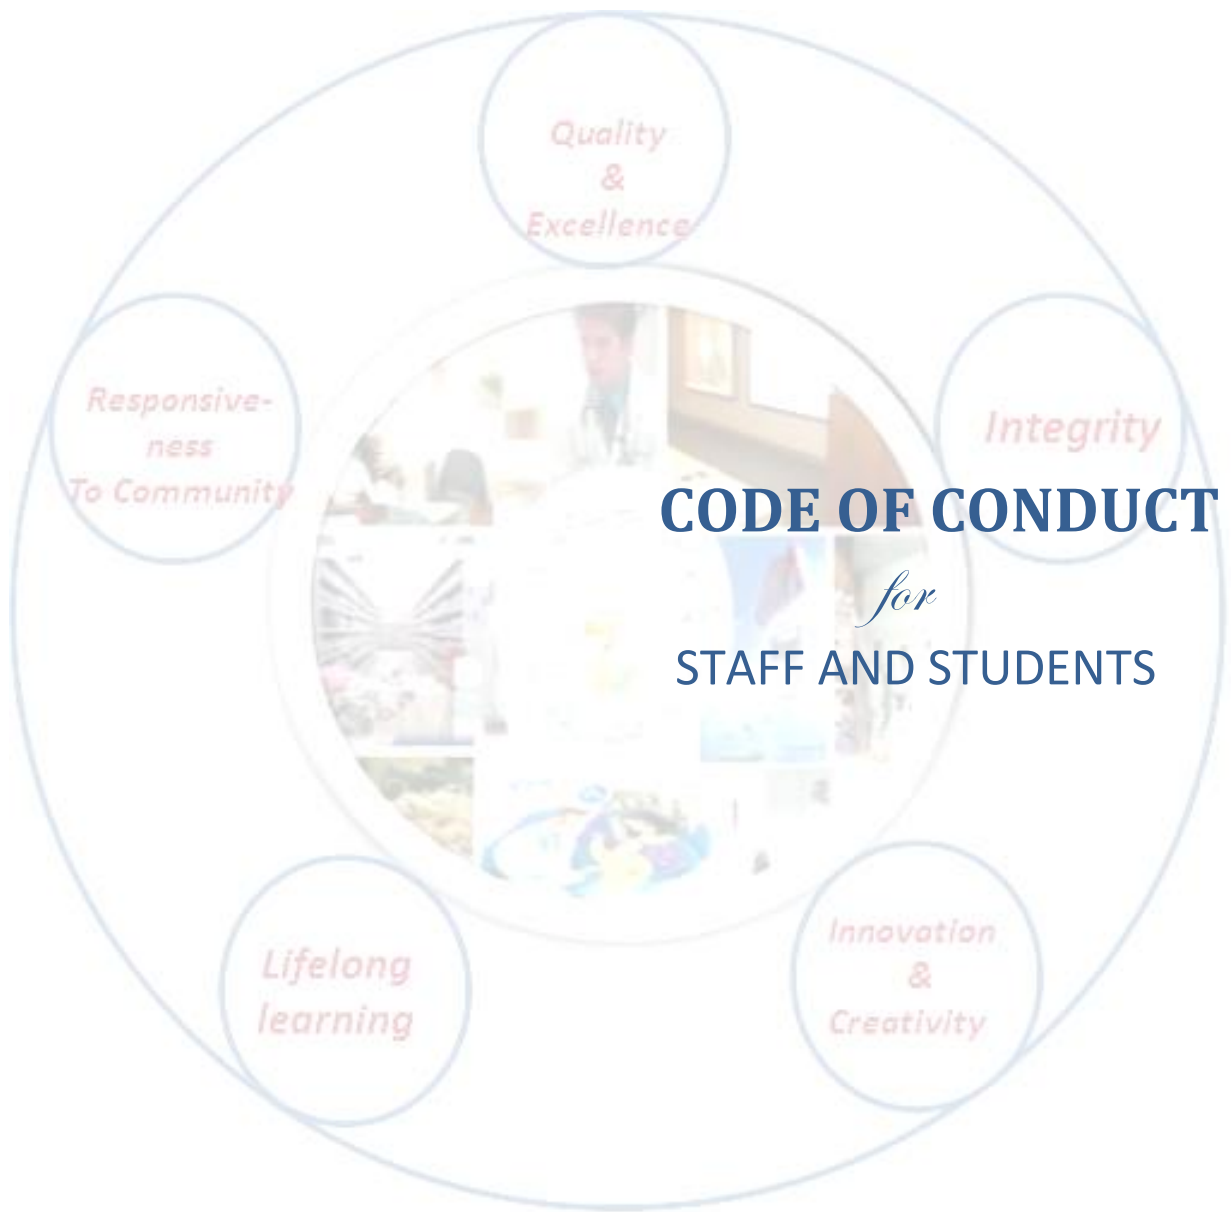 Quality
&
Excellence
Responsive-
ness
To Community
Integrity
CODE OF CONDUCT
for
STAFF AND STUDENTS
Lifelong
learning
Innovation
&
Creativity